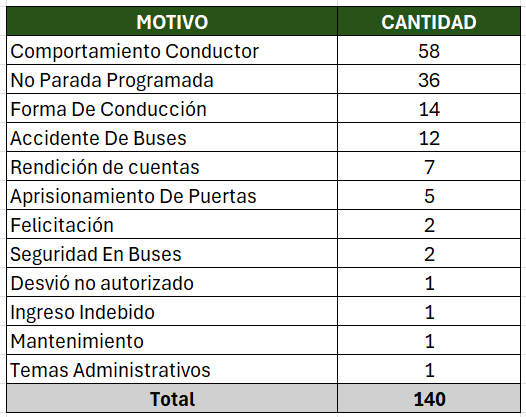 MOTIVO CANTIDAD
Comportamiento Conductor 58
No Parada Programada 36
Forma De Conducción 14
Accidente De Buses 12
Rendición de cuentas 7
Aprisionamiento De Puertas 5
Felicitación 2
Seguridad En Buses 2
Desvió no autorizado 1
Ingreso Indebido 1
Mantenimiento 1
Temas Administrativos 1
Total 140